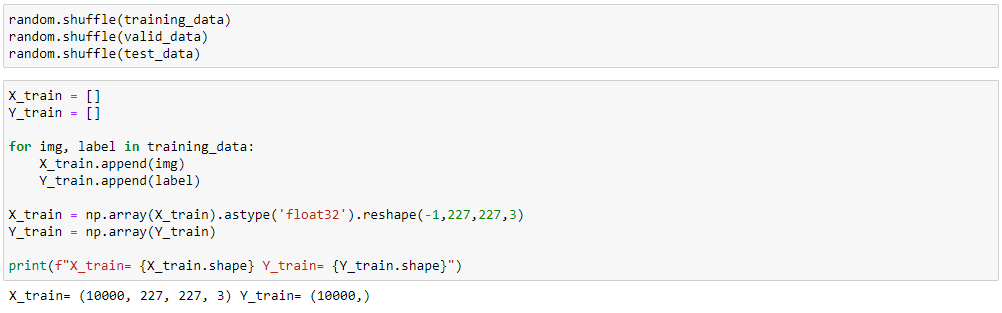 random.shuffle(training_data)
random.shuffle(valid_data)
random.shuffle(test_data)
X_train = []
Y_train = []
for img, label in training_data:
    X_train.append(img)
    Y_train.append(label)
X_train = np.array(X_train).astype('float32').reshape(-1,227,227,3)
Y_train = np.array(Y_train)
print(f"X_train= {X_train.shape} Y_train= {Y_train.shape}")
X_train= (10000, 227, 227, 3) Y_train= (10000,)